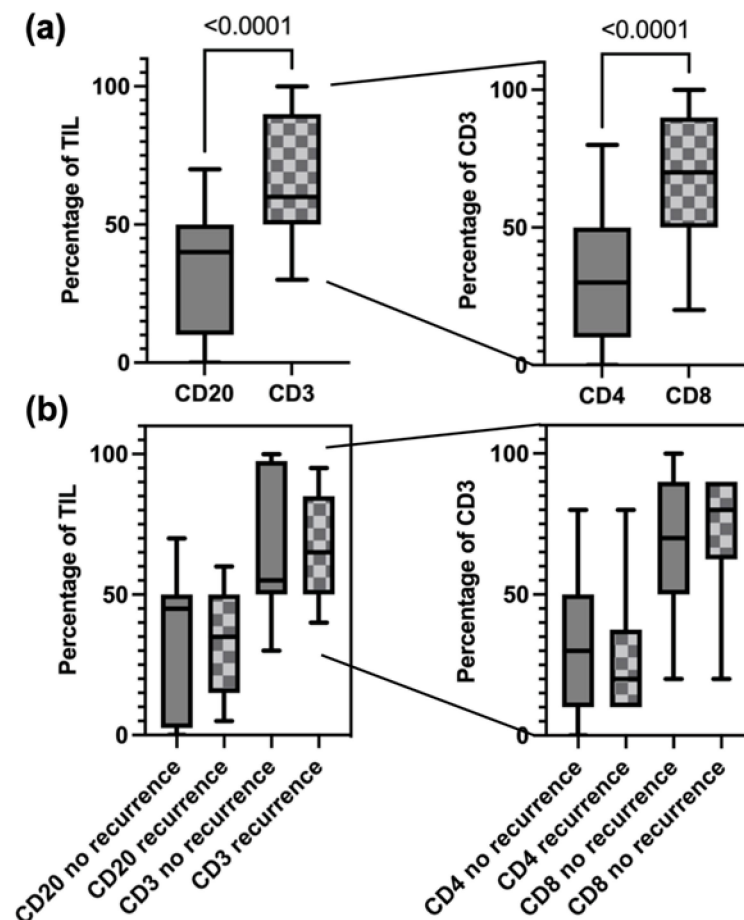 (a)
<0.0001
<0.0001
Percentage of TIL
100
50
0
CD20
CD3
Percentage of CD3
100
50
0
CD4
CD8
(b)
Percentage of TIL
100
50
0
CD20 no recurrence
CD20 recurrence
CD3 no recurrence
CD3 recurrence
Percentage of CD3
100
50
0
CD4 no recurrence
CD4 recurrence
CD8 no recurrence
CD8 no recurrence